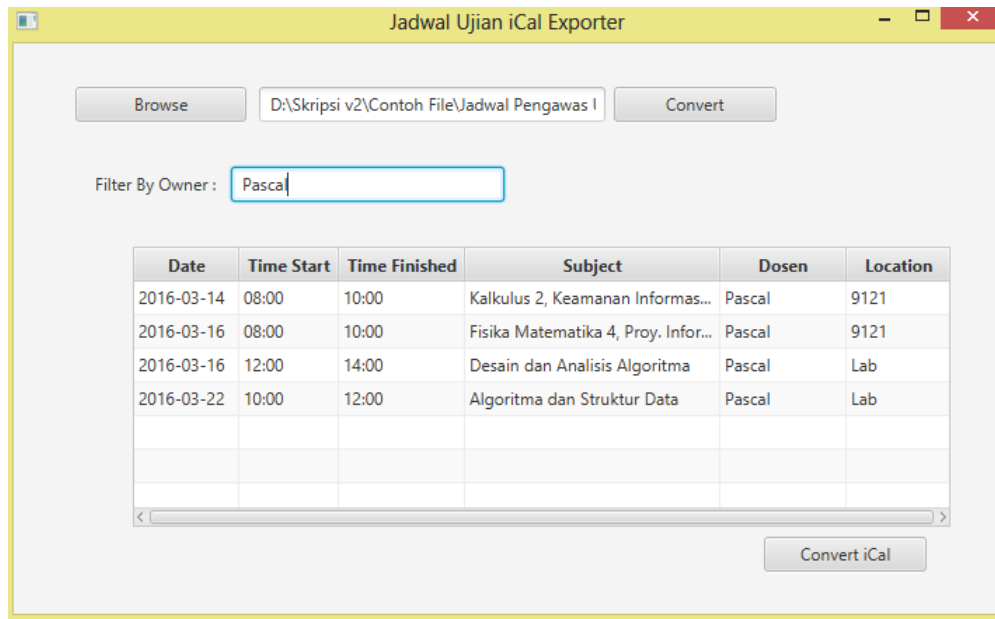 Jadwal Ujian iCal Exporter
Browse D:\Skripsi v2\Contoh File\Jadwal Pengawas Convert
Filter By Owner : Pascal
Date Time Start Time Finished Subject Dosen Location
2016-03-14 08:00 10:00 Kalkulus 2, Keamanan Informas... Pascal 9121
2016-03-16 08:00 10:00 Fisika Matematika 4, Proy. Infor... Pascal 9121
2016-03-16 12:00 14:00 Desain dan Analisis Algoritma Pascal Lab
2016-03-22 10:00 12:00 Algoritma dan Struktur Data Pascal Lab
Convert iCal